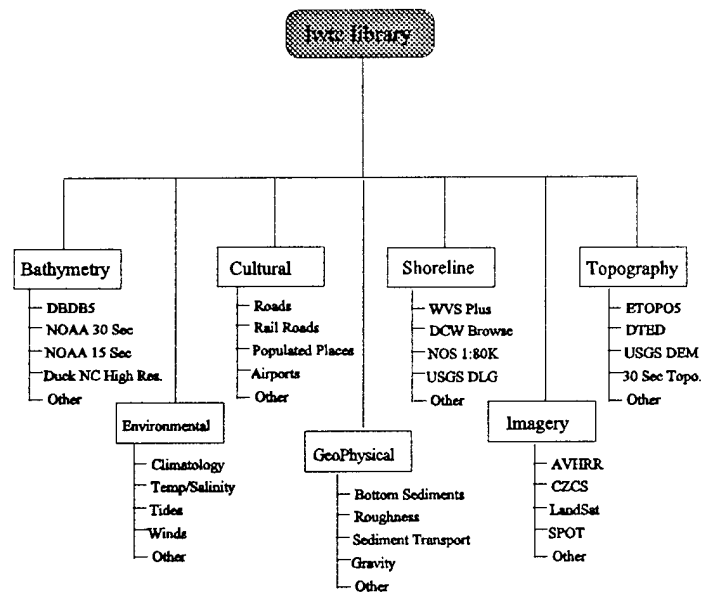 lwtc library
Bathymetry
DBDB5
NOAA 30 Sec
NOAA 15 Sec
Duck NC High Res.
Other
Environmental
Climatology
Temp/Salinity
Tides
Winds
Other
Cultural
Roads
Rail Roads
Populated Places
Airports
Other
GeoPhysical
Bottom Sediments
Roughness
Sediment Transport
Gravity
Other
Shoreline
WVS Plus
DCW Browse
NOS 1:80K
USGS DLG
Other
Imagery
AVHRR
CZCS
LandSat
SPOT
Other
Topography
ETOPO5
DTED
USGS DEM
30 Sec Topo.
Other